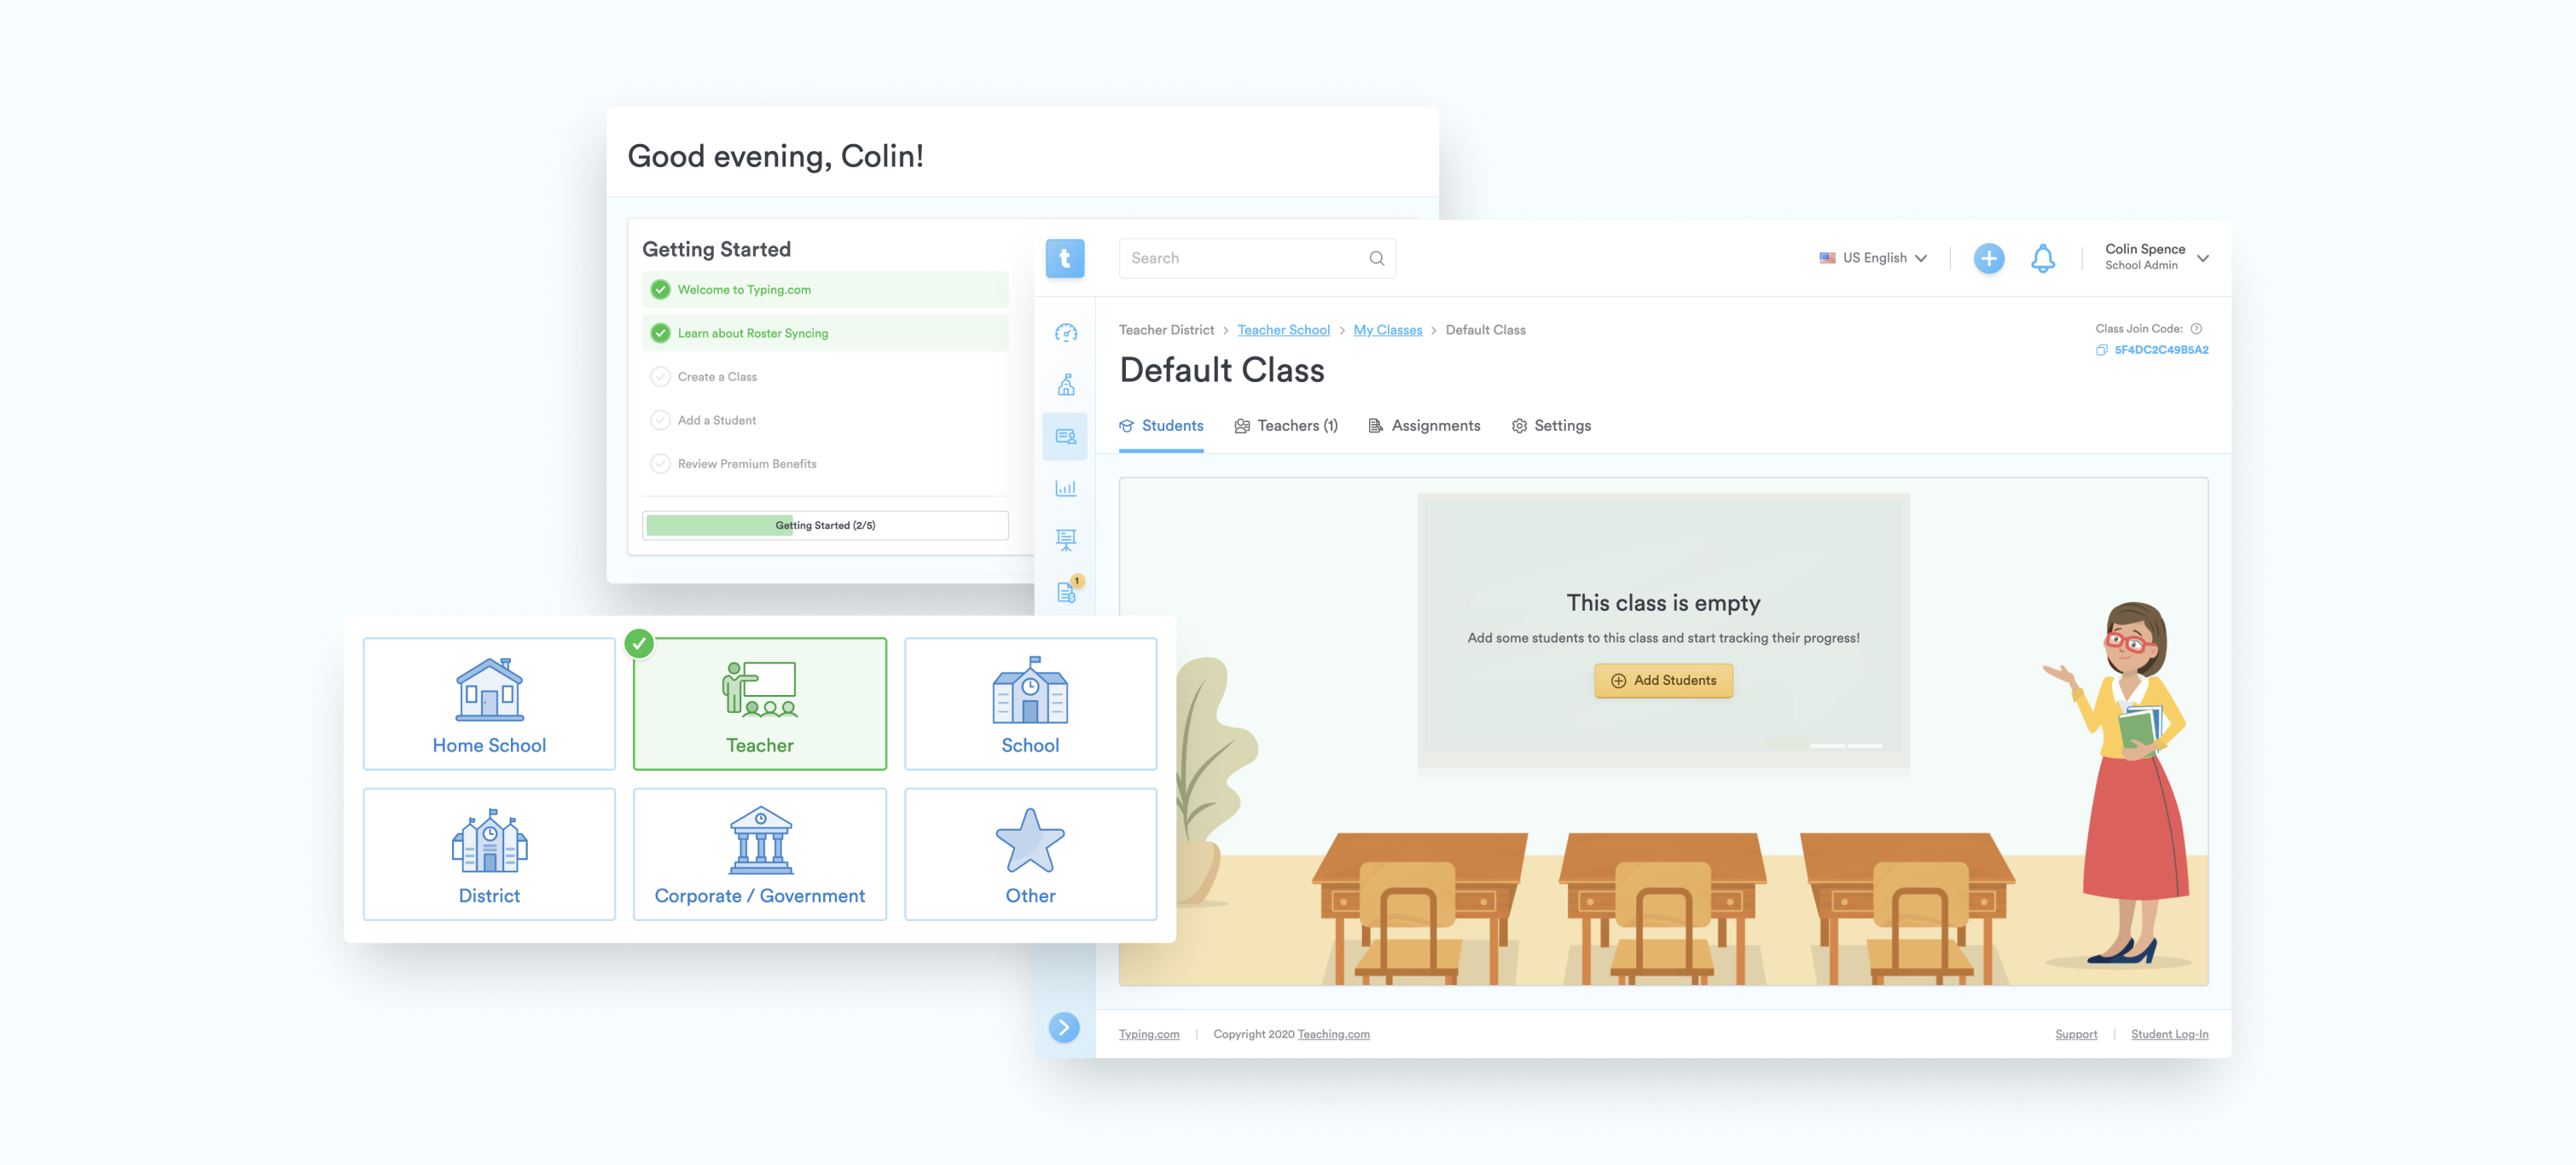 Good evening, Colin!
Getting Started
Welcome to Typing.com
Learn about Roster Syncing
Create a Class
Add a Student
Review Premium Benefits
Getting Started (2/5)
t
Search
US English
Colin Spence
School Admin
Teacher District > Teacher School > My Classes > Default Class
Class Join Code:
5F4DC2C49B5A2
Default Class
Students
Teachers (1)
Assignments
Settings
1
This class is empty
Add some students to this class and start tracking their progress!
Add Students
Home School
Teacher
School
District
Corporate / Government
Other
Typing.com | Copyright 2020 Teaching.com
Support | Student Log-In